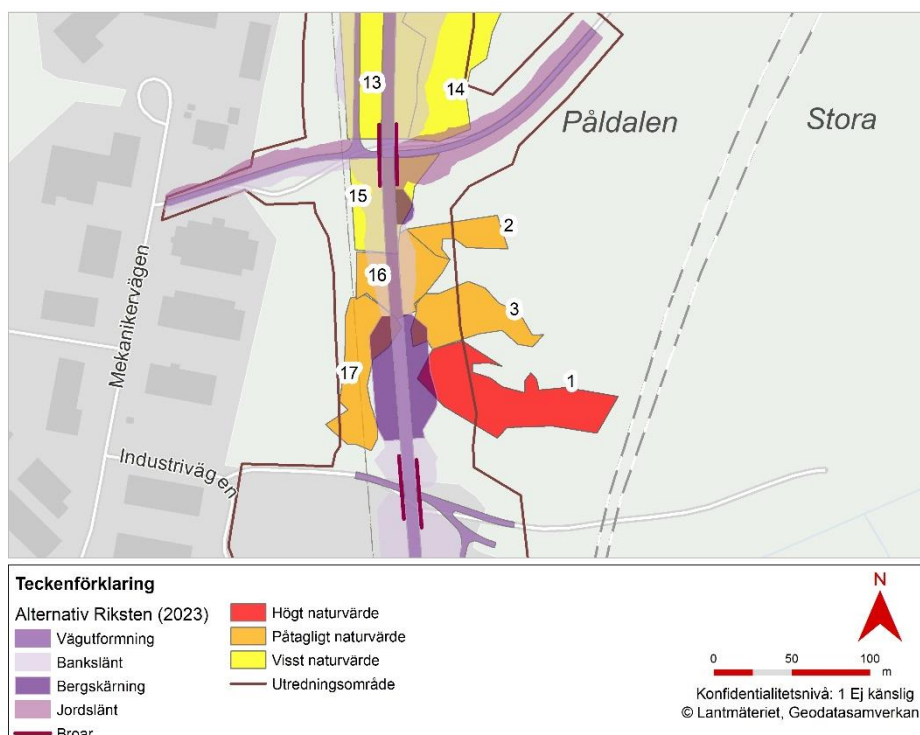 13
14
Påldalen
Stora
15
2
16
3
Mekanikervägen
17
1
Industrivägen
Teckenförklaring
Alternativ Riksten (2023)
Vägutformning
Bankslänt
Bergskärning
Jordslänt
Broar
Högt naturvärde
Påtagligt naturvärde
Visst naturvärde
Utredningsområde
N
0 50 100
m
Konfidentialitetsnivå: 1 Ej känslig
© Lantmäteriet, Geodatasamverkan